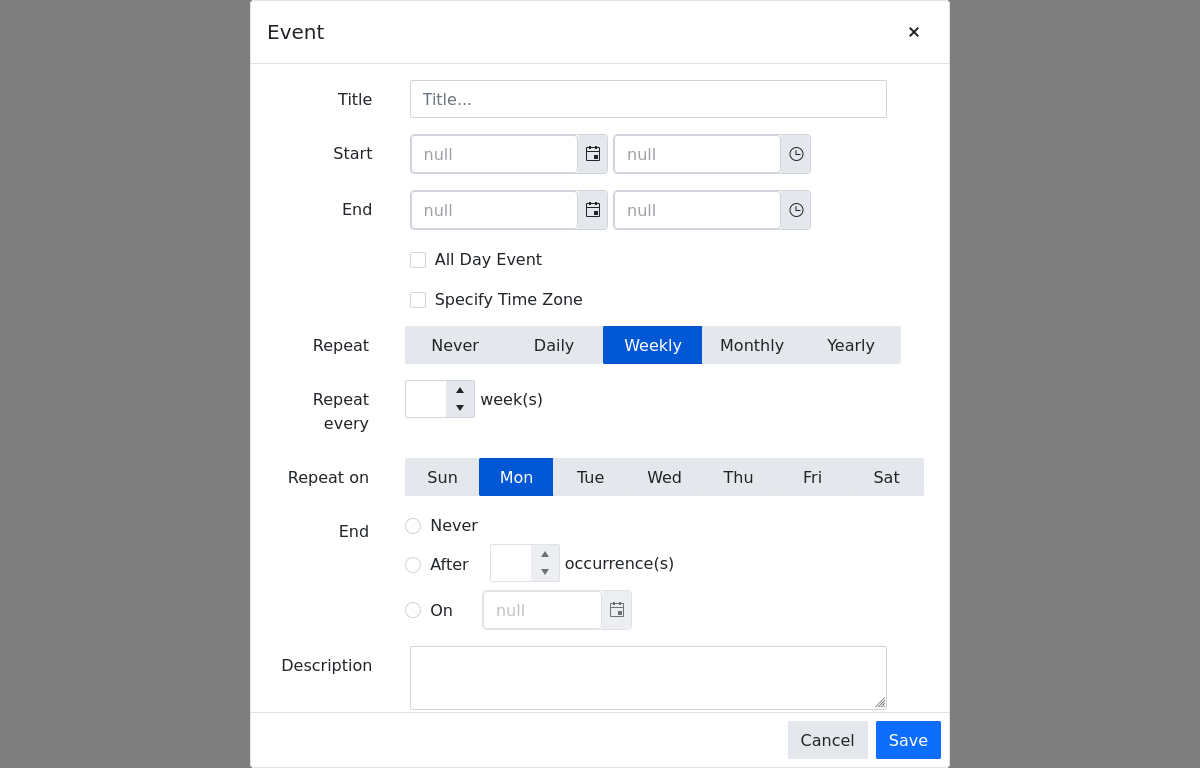 Event
Title Title...
Start null null
End null null
All Day Event
Specify Time Zone
Repeat Never Daily Weekly Monthly Yearly
Repeat every week(s)
Repeat on Sun Mon Tue Wed Thu Fri Sat
End Never
After occurrence(s)
On null
Description
Cancel Save